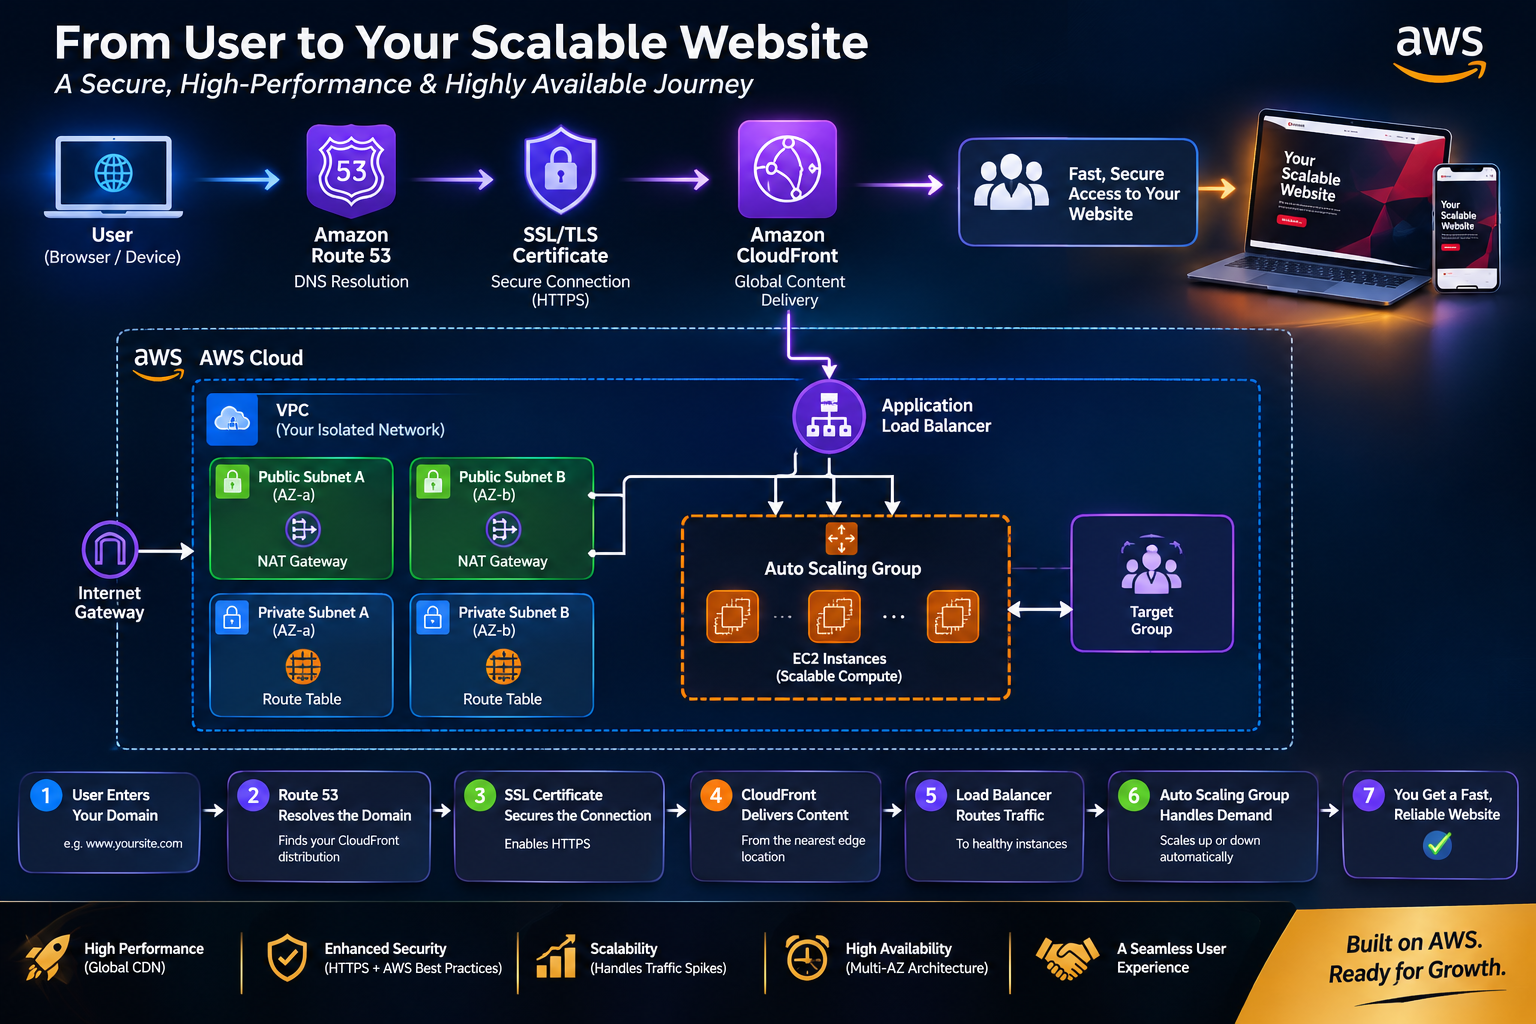 From User to Your Scalable Website
A Secure, High-Performance & Highly Available Journey
aws
User
(Browser / Device)
53
Amazon
Route 53
DNS Resolution
SSL/TLS
Certificate
Secure Connection
(HTTPS)
Amazon
CloudFront
Global Content
Delivery
Fast, Secure
Access to Your
Website
Your
Scalable
Website
Your
Scalable
Website
aws
AWS Cloud
VPC
(Your Isolated Network)
Application
Load Balancer
Public Subnet A
(AZ-a)
NAT Gateway
Public Subnet B
(AZ-b)
NAT Gateway
Internet
Gateway
Private Subnet A
(AZ-a)
Route Table
Private Subnet B
(AZ-b)
Route Table
Auto Scaling Group
EC2 Instances
(Scalable Compute)
Target
Group
1
User Enters
Your Domain
e.g. www.yoursite.com
2
Route 53
Resolves the Domain
Finds your CloudFront
distribution
3
SSL Certificate
Secures the Connection
Enables HTTPS
4
CloudFront
Delivers Content
From the nearest edge
location
5
Load Balancer
Routes Traffic
To healthy instances
6
Auto Scaling Group
Handles Demand
Scales up or down
automatically
7
You Get a Fast,
Reliable Website
High Performance
(Global CDN)
Enhanced Security
(HTTPS + AWS Best Practices)
Scalability
(Handles Traffic Spikes)
High Availability
(Multi-AZ Architecture)
A Seamless User
Experience
Built on AWS.
Ready for Growth.